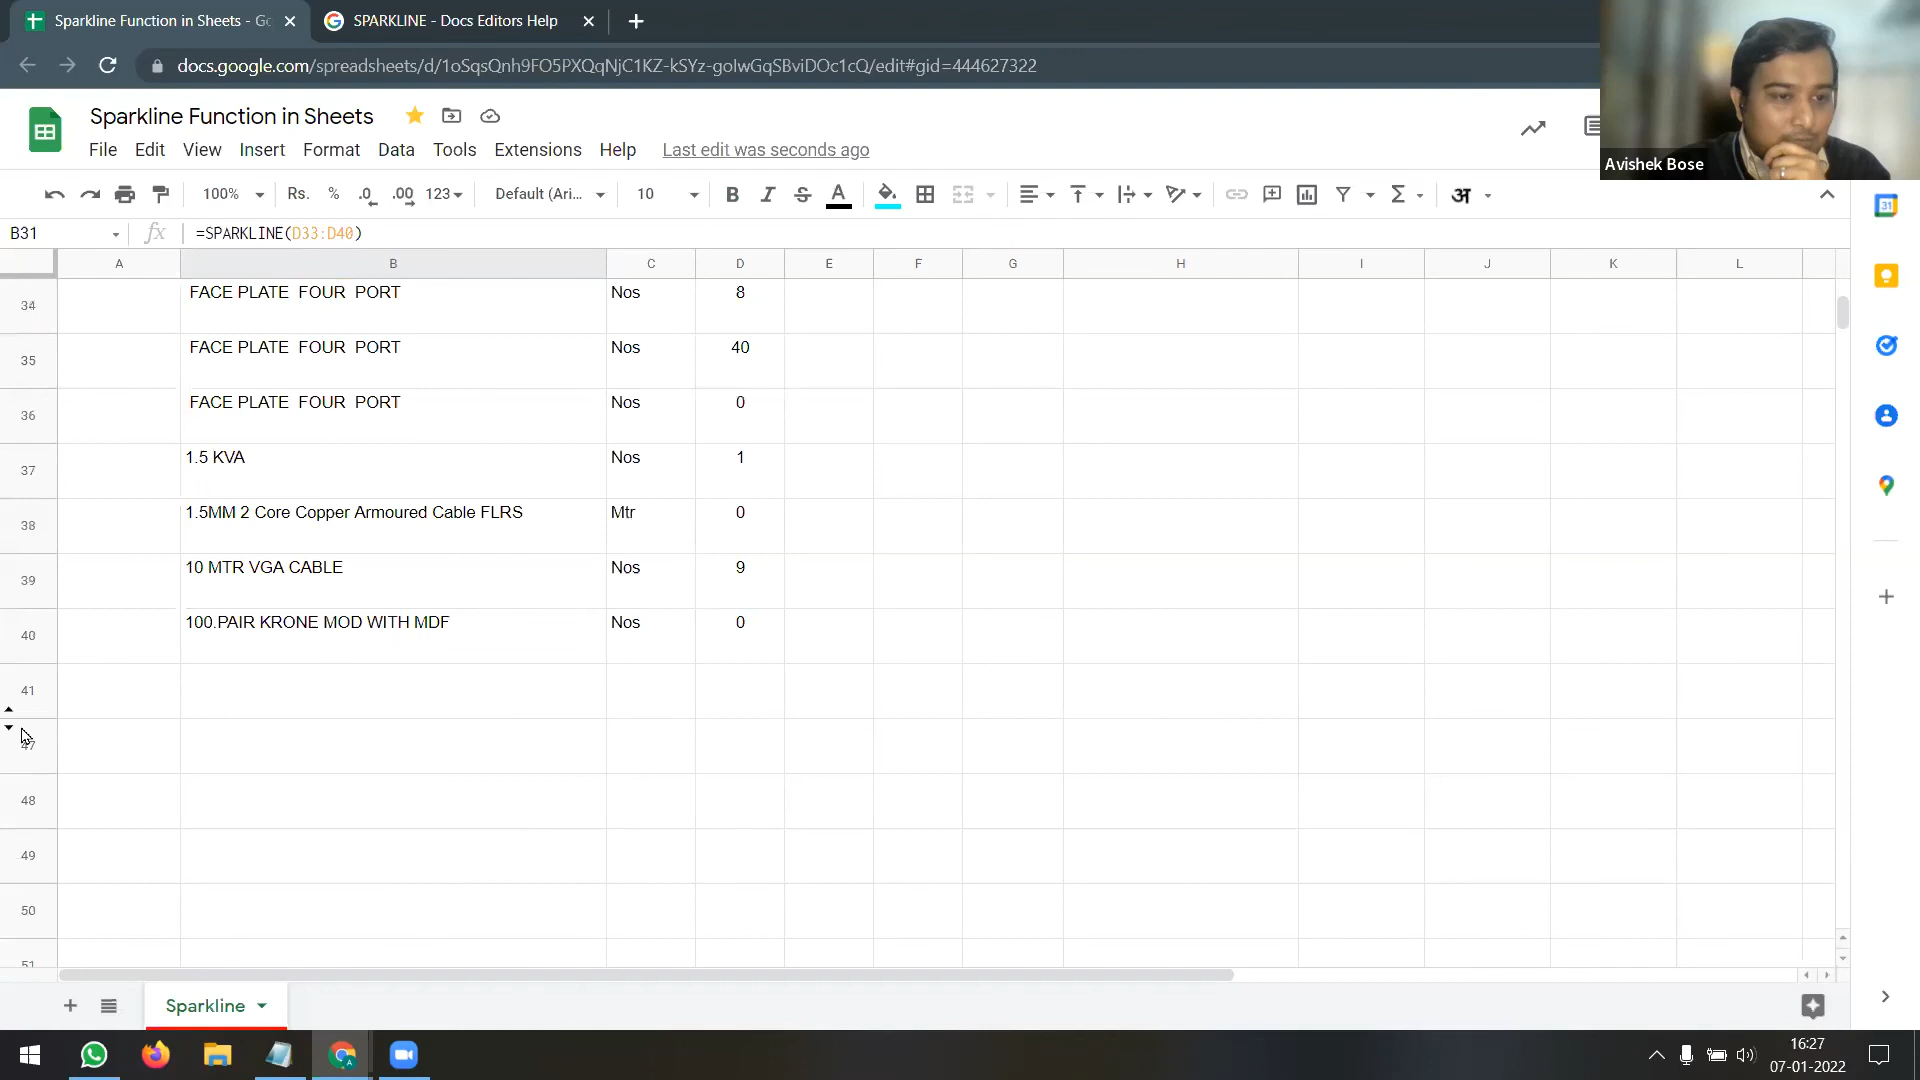 Sparkline Function in Sheets - Go
SPARKLINE - Docs Editors Help
docs.google.com/spreadsheets/d/1oSqsQnh9FO5PXQqNjC1KZ-kSYz-goIwGqSBviDOc1cQ/edit#gid=444627322
Sparkline Function in Sheets
File Edit View Insert Format Data Tools Extensions Help Last edit was seconds ago
Avishek Bose
100% Rs. % .0 .00 123 Default (Ari... 10 B I S A Σ अ
B31 fx =SPARKLINE(D33:D40)
A B C D E F G H I J K L
34 FACE PLATE FOUR PORT Nos 8
35 FACE PLATE FOUR PORT Nos 40
36 FACE PLATE FOUR PORT Nos 0
37 1.5 KVA Nos 1
38 1.5MM 2 Core Copper Armoured Cable FLRS Mtr 0
39 10 MTR VGA CABLE Nos 9
40 100.PAIR KRONE MOD WITH MDF Nos 0
41
47
48
49
50
51
Sparkline
16:27
07-01-2022
31